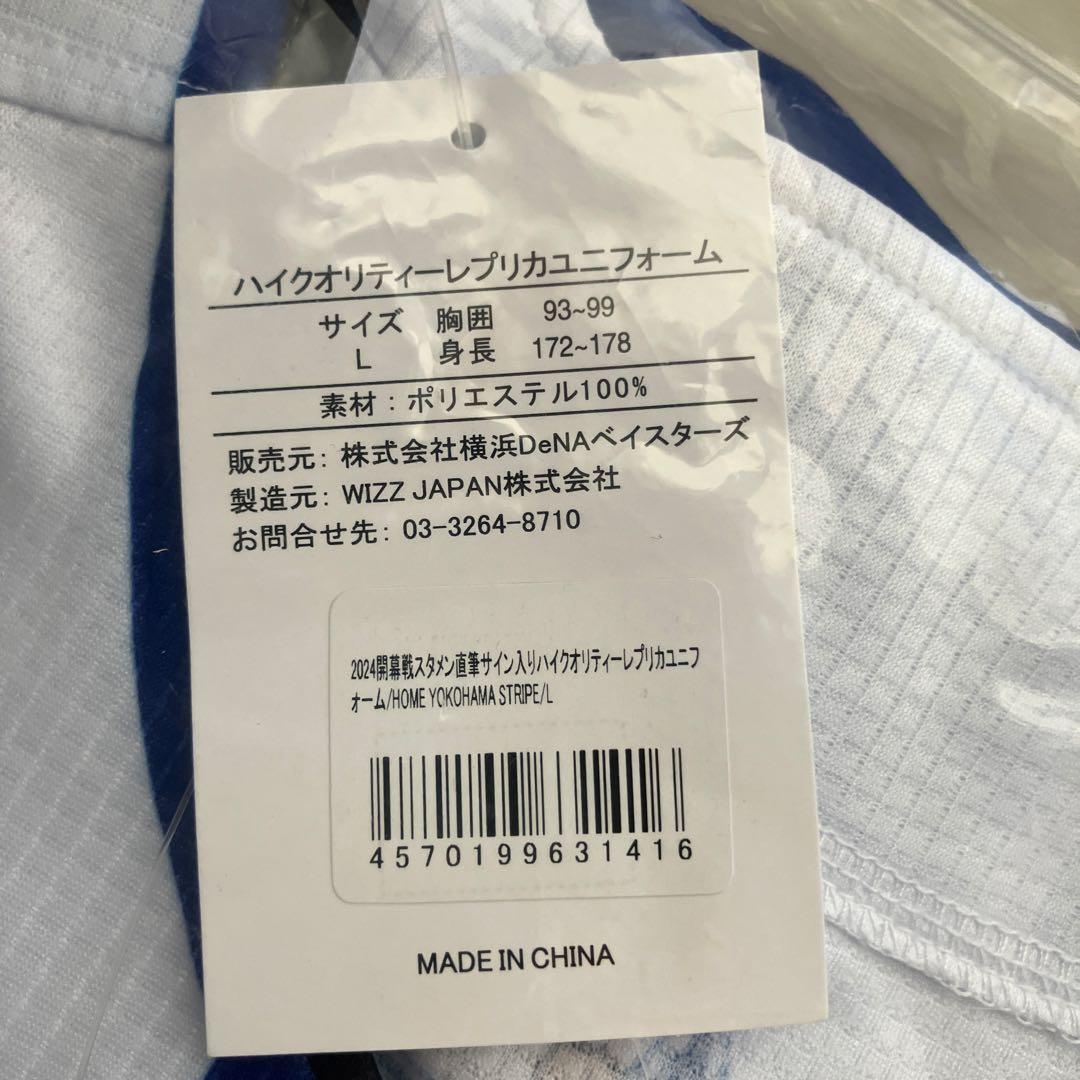 ハイクオリティーレプリカユニフォーム
サイズ 胸囲 93~99
L 身長 172~178
素材：ポリエステル100%
販売元: 株式会社横浜DeNAベイスターズ
製造元: WIZZ JAPAN株式会社
お問合せ先: 03-3264-8710
2024開幕戦スタメン直筆サイン入りハイクオリティーレプリカユニフ
ォーム/HOME YOKOHAMA STRIPE/L
4570199631416
MADE IN CHINA